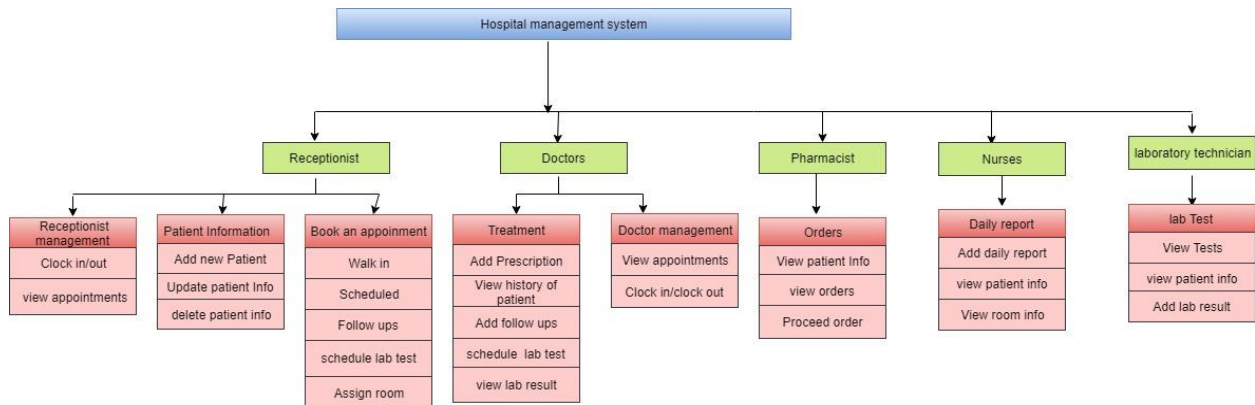 Hospital management system
Receptionist
Doctors
Pharmacist
Nurses
laboratory technician
Receptionist
management
Clock in/out
view appointments
Patient Information
Add new Patient
Update patient Info
delete patient info
Book an appoinment
Walk in
Scheduled
Follow ups
schedule lab test
Assign room
Treatment
Add Prescription
View history of
patient
Add follow ups
schedule lab test
view lab result
Doctor management
View appointments
Clock in/clock out
Orders
View patient Info
view orders
Proceed order
Daily report
Add daily report
view patient info
View room info
lab Test
View Tests
view patient info
Add lab result